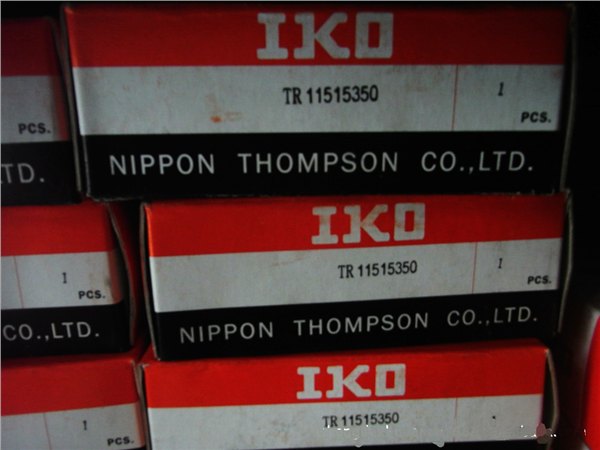 IKO
TR 11515350
1
PCS.
NIPPON THOMPSON CO.,LTD.
PCS.
TD.
IKO
TR 11515350
1
PCS.
NIPPON THOMPSON CO.,LTD.
1
PCS.
CO.,LTD.
IKO
TR 11515350
1
PCS.